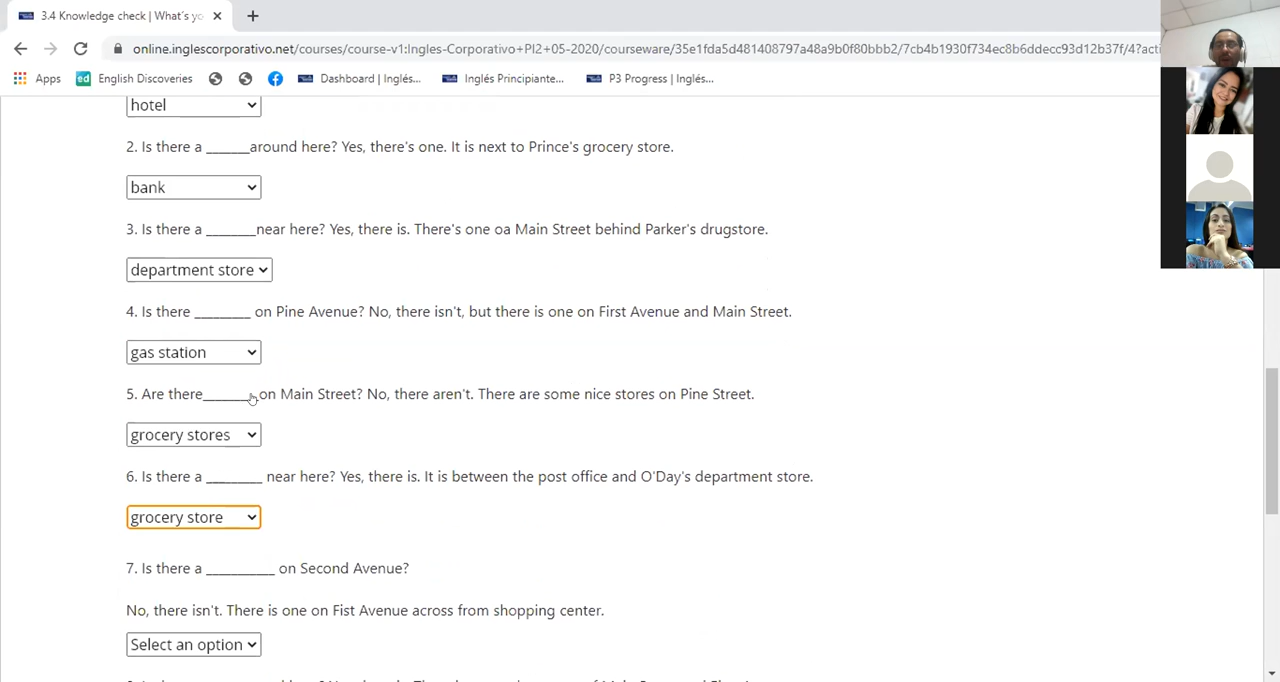 3.4 Knowledge check | What's yo
online.inglescorporativo.net/courses/course-v1:Ingles-Corporativo+PI2+05-2020/courseware/35e1fda5d481408797a48a9b0f80bbb2/7cb4b1930f734ec8b6ddecc93d12b37f/4?acti
Apps ed English Discoveries Dashboard | Inglés... Inglés Principiante... P3 Progress | Inglés...
hotel
2. Is there a _______around here? Yes, there's one. It is next to Prince's grocery store.
bank
3. Is there a ________near here? Yes, there is. There's one oa Main Street behind Parker's drugstore.
department store
4. Is there _________ on Pine Avenue? No, there isn't, but there is one on First Avenue and Main Street.
gas station
5. Are there_________on Main Street? No, there aren't. There are some nice stores on Pine Street.
grocery stores
6. Is there a _________ near here? Yes, there is. It is between the post office and O'Day's department store.
grocery store
7. Is there a ___________ on Second Avenue?
No, there isn't. There is one on Fist Avenue across from shopping center.
Select an option